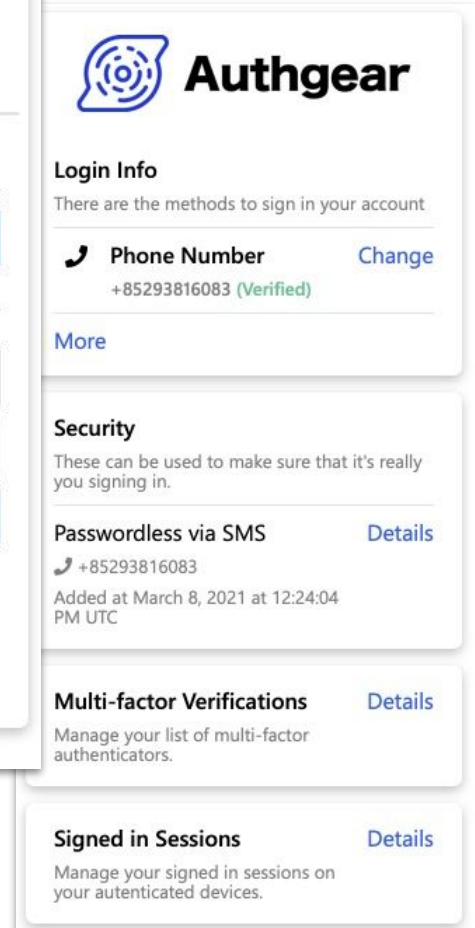 Authgear
Login Info
There are the methods to sign in your account
Phone Number Change
+85293816083 (Verified)
More
Security
These can be used to make sure that it's really
you signing in.
Passwordless via SMS Details
+85293816083
Added at March 8, 2021 at 12:24:04
PM UTC
Multi-factor Verifications Details
Manage your list of multi-factor
authenticators.
Signed in Sessions Details
Manage your signed in sessions on
your autenticated devices.